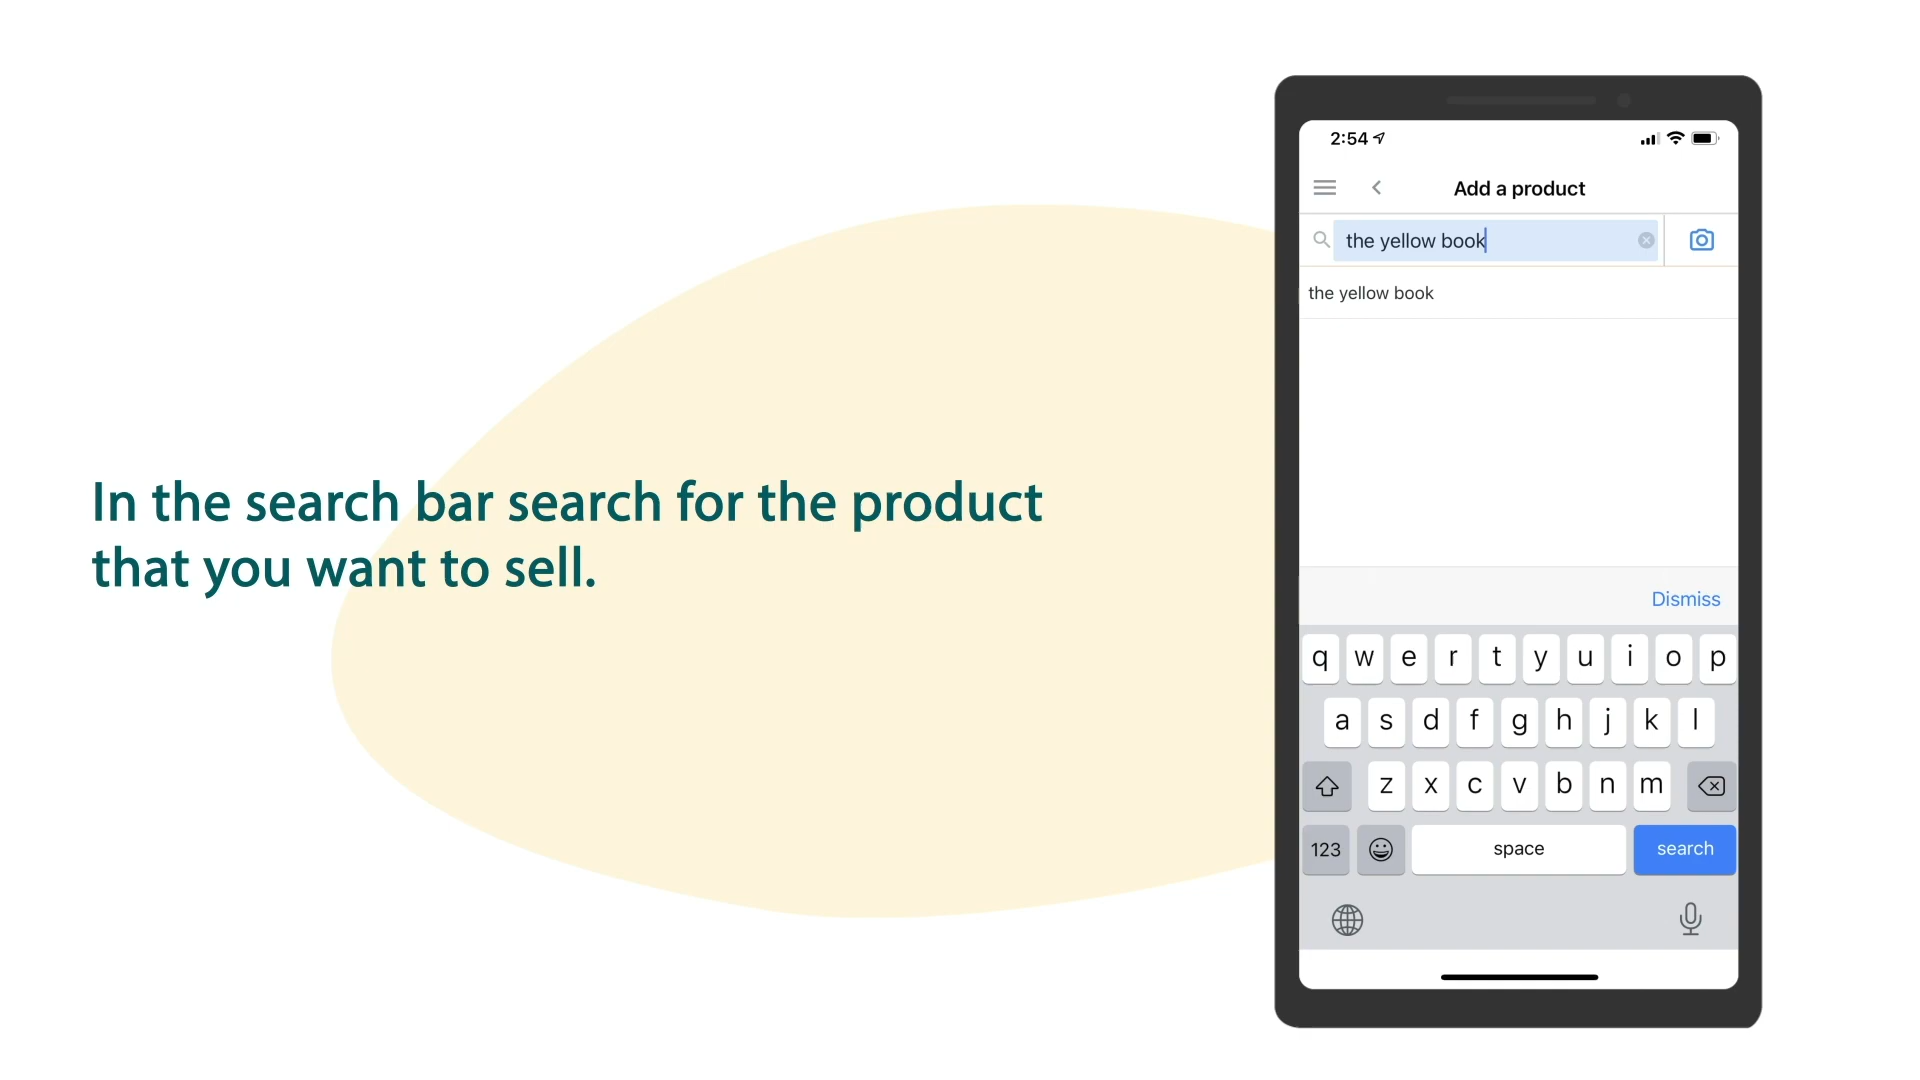 In the search bar search for the product
that you want to sell.
2:54
Add a product
the yellow book
the yellow book
Dismiss
q w e r t y u i o p
a s d f g h j k l
z x c v b n m
123 space search